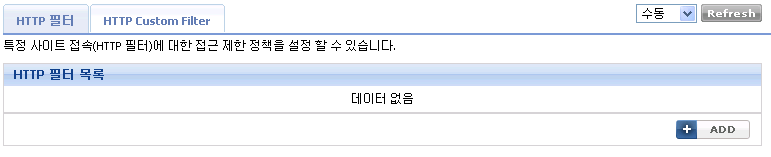 HTTP 필터 HTTP Custom Filter 수동 Refresh
특정 사이트 접속(HTTP 필터)에 대한 접근 제한 정책을 설정 할 수 있습니다.
HTTP 필터 목록
데이터 없음
+ ADD